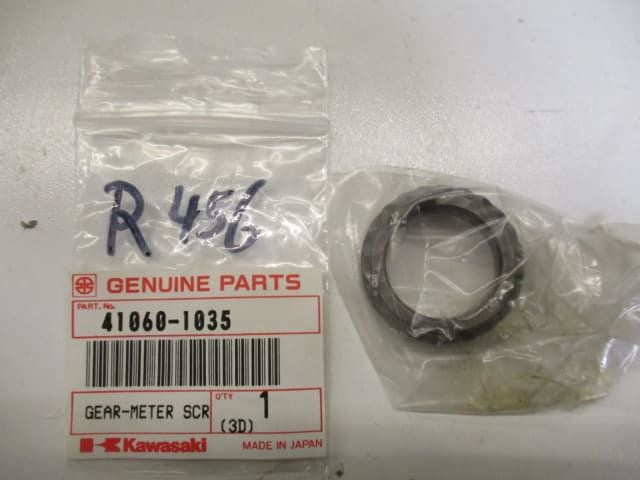 R 456
GENUINE PARTS
PART. No.
41060-1035
GEAR-METER SCR
Q'TY 1
(3D)
Kawasaki MADE IN JAPAN